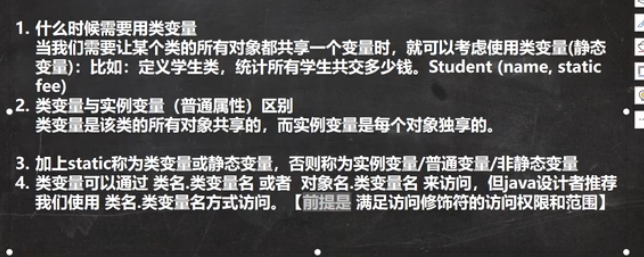 1. 什么时候需要用类变量
当我们需要让某个类的所有对象都共享一个变量时，就可以考虑使用类变量(静态
变量)：比如：定义学生类，统计所有学生共交多少钱。Student (name, static
fee)
2. 类变量与实例变量（普通属性）区别
类变量是该类的所有对象共享的，而实例变量是每个对象独享的。
3. 加上static称为类变量或静态变量，否则称为实例变量/普通变量/非静态变量
4. 类变量可以通过 类名.类变量名 或者 对象名.类变量名 来访问，但java设计者推荐
我们使用 类名.类变量名方式访问。【前提是 满足访问修饰符的访问权限和范围】